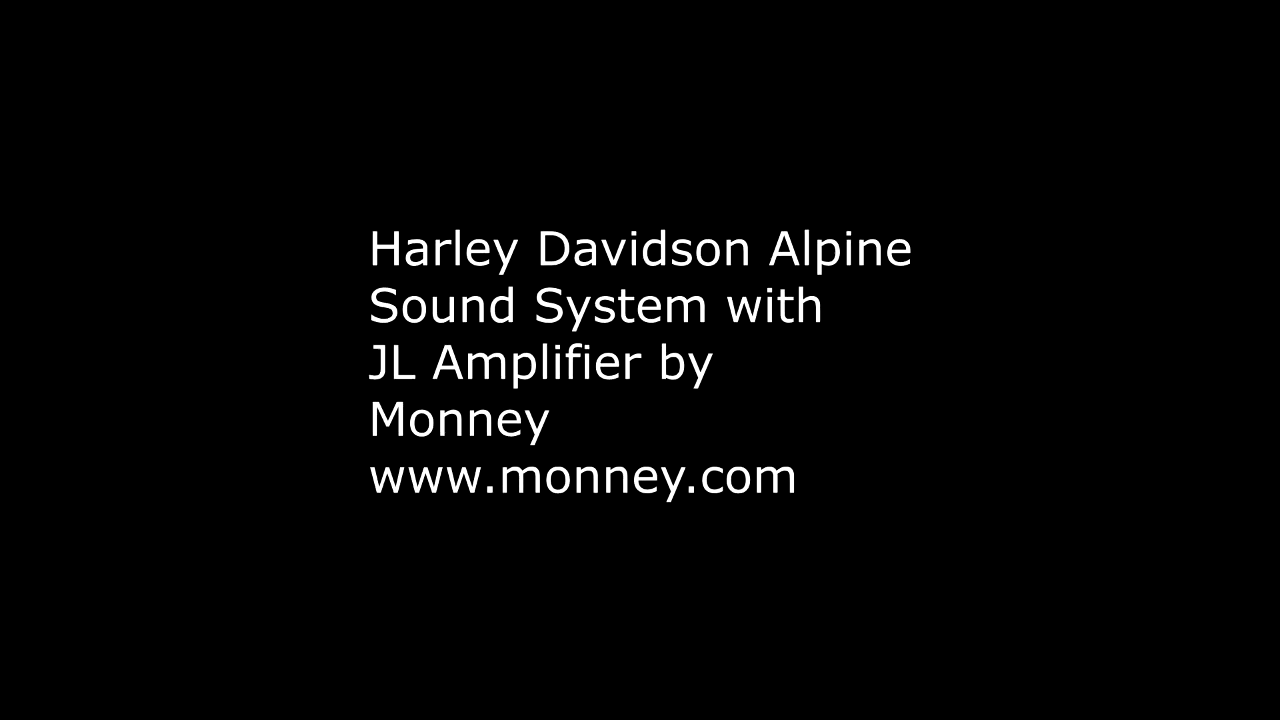 Harley Davidson Alpine
Sound System with
JL Amplifier by
Monney
www.monney.com